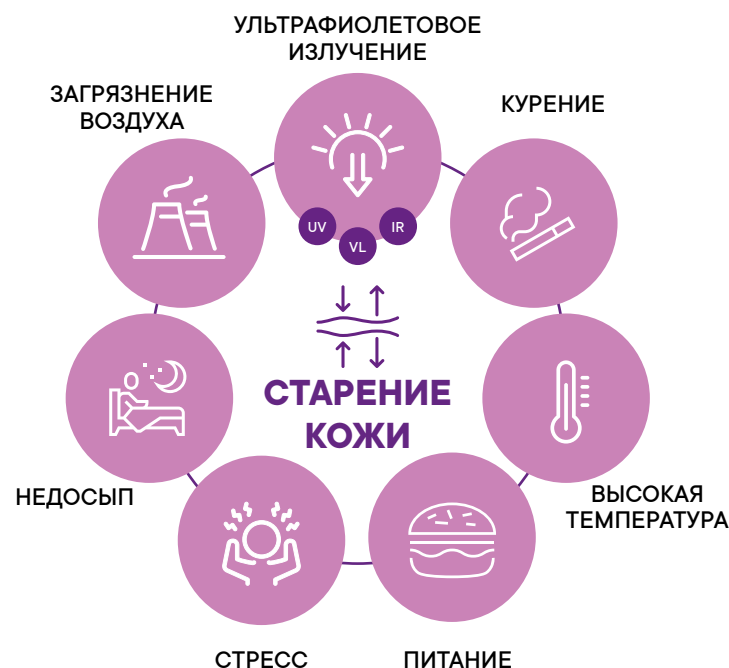 УЛЬТРАФИОЛЕТОВОЕ
ИЗЛУЧЕНИЕ
ЗАГРЯЗНЕНИЕ
ВОЗДУХА
КУРЕНИЕ
UV
VL
IR
СТАРЕНИЕ
КОЖИ
НЕДОСЫП
ВЫСОКАЯ
ТЕМПЕРАТУРА
СТРЕСС
ПИТАНИЕ